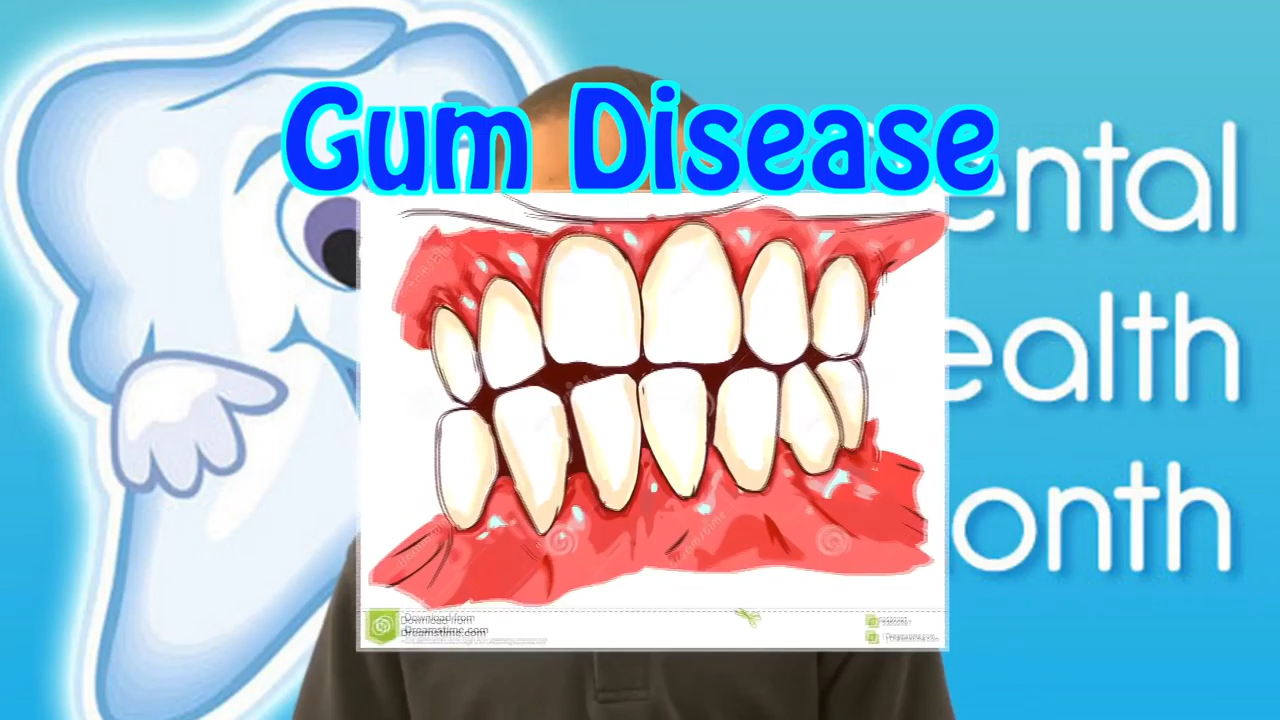 Gum Disease
ental
ealth
onth
Download from
Dreamstime.com